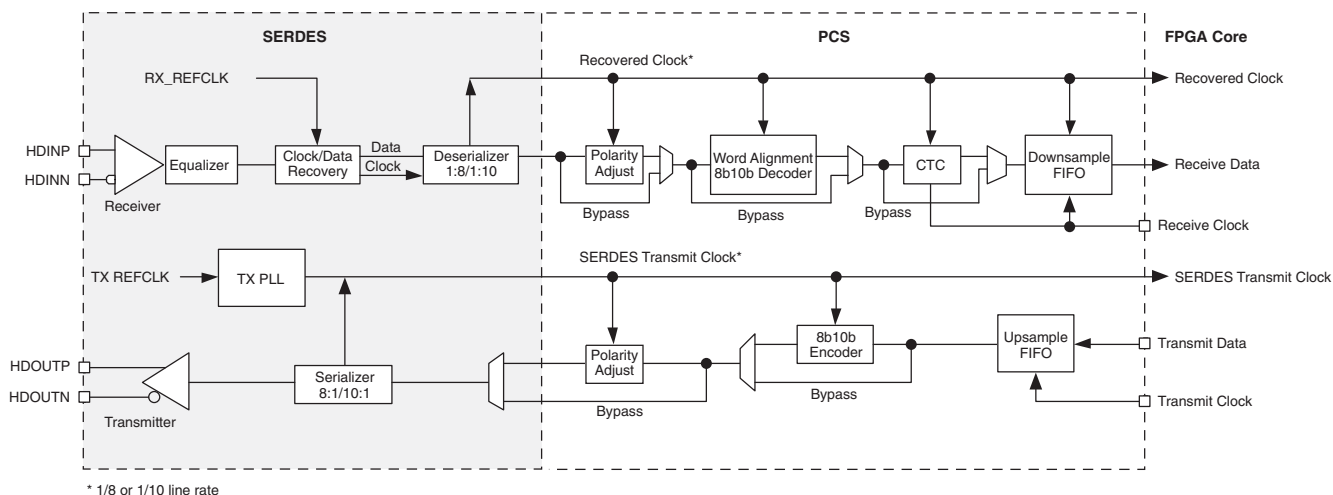 SERDES
PCS
FPGA Core
RX_REFCLK
Recovered Clock*
Recovered Clock
HDINP
HDINN
Receiver
Equalizer
Clock/Data
Recovery
Data
Clock
Deserializer
1:8/1:10
Polarity
Adjust
Bypass
Word Alignment
8b10b Decoder
Bypass
CTC
Bypass
Downsample
FIFO
Receive Data
Receive Clock
TX REFCLK
TX PLL
SERDES Transmit Clock*
SERDES Transmit Clock
HDOUTP
HDOUTN
Transmitter
Serializer
8:1/10:1
Polarity
Adjust
Bypass
8b10b
Encoder
Bypass
Upsample
FIFO
Transmit Data
Transmit Clock
* 1/8 or 1/10 line rate